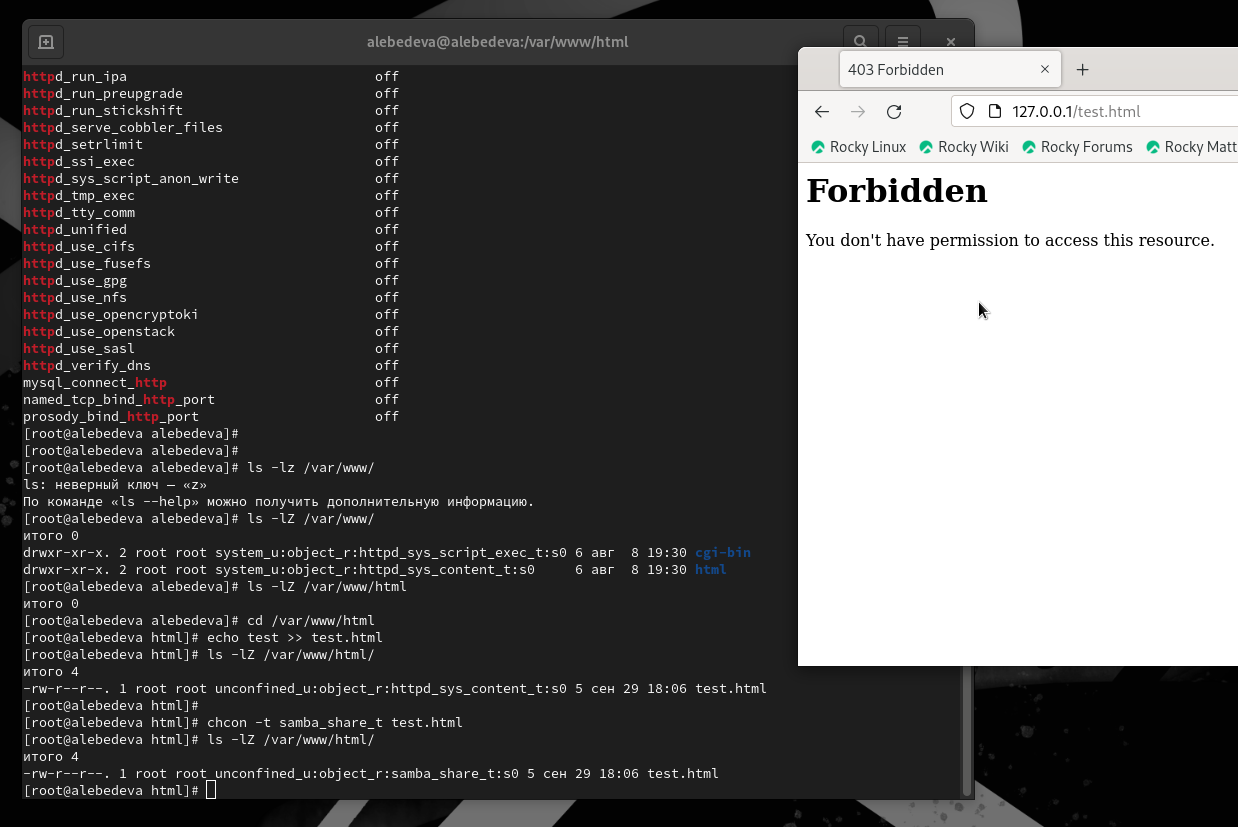 alebedeva@alebedeva:/var/www/html
httpd_run_ipa off
httpd_run_preupgrade off
httpd_run_stickshift off
httpd_serve_cobbler_files off
httpd_setrlimit off
httpd_ssi_exec off
httpd_sys_script_anon_write off
httpd_tmp_exec off
httpd_tty_comm off
httpd_unified off
httpd_use_cifs off
httpd_use_fusefs off
httpd_use_gpg off
httpd_use_nfs off
httpd_use_opencryptoki off
httpd_use_openstack off
httpd_use_sasl off
httpd_verify_dns off
mysql_connect_http off
named_tcp_bind_http_port off
prosody_bind_http_port off
[root@alebedeva alebedeva]#
[root@alebedeva alebedeva]#
[root@alebedeva alebedeva]# ls -lz /var/www/
ls: неверный ключ — «z»
По команде «ls --help» можно получить дополнительную информацию.
[root@alebedeva alebedeva]# ls -lZ /var/www/
итого 0
drwxr-xr-x. 2 root root system_u:object_r:httpd_sys_script_exec_t:s0 6 авг  8 19:30 cgi-bin
drwxr-xr-x. 2 root root system_u:object_r:httpd_sys_content_t:s0     6 авг  8 19:30 html
[root@alebedeva alebedeva]# ls -lZ /var/www/html
итого 0
[root@alebedeva alebedeva]# cd /var/www/html
[root@alebedeva html]# echo test >> test.html
[root@alebedeva html]# ls -lZ /var/www/html/
итого 4
-rw-r--r--. 1 root root unconfined_u:object_r:httpd_sys_content_t:s0 5 сен 29 18:06 test.html
[root@alebedeva html]#
[root@alebedeva html]# chcon -t samba_share_t test.html
[root@alebedeva html]# ls -lZ /var/www/html/
итого 4
-rw-r--r--. 1 root root unconfined_u:object_r:samba_share_t:s0 5 сен 29 18:06 test.html
[root@alebedeva html]#
403 Forbidden
127.0.0.1/test.html
Rocky Linux Rocky Wiki Rocky Forums Rocky Matt
Forbidden
You don't have permission to access this resource.